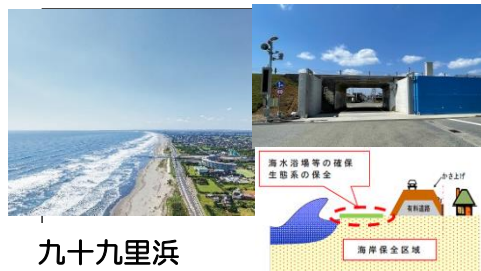 海水浴場等の確保
生態系の保全
かさ上げ
有料道路
海岸保全区域
九十九里浜